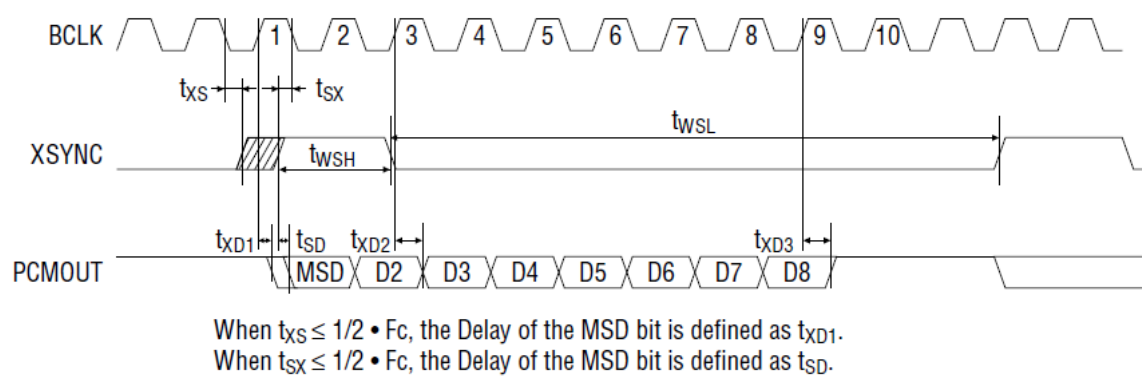 BCLK 1 2 3 4 5 6 7 8 9 10
tXS tSX
XSYNC tWSH tWSL
tXD1 tSD tXD2 tXD3
PCMOUT MSD D2 D3 D4 D5 D6 D7 D8
When tXS ≤ 1/2 • Fc, the Delay of the MSD bit is defined as tXD1.
When tSX ≤ 1/2 • Fc, the Delay of the MSD bit is defined as tSD.